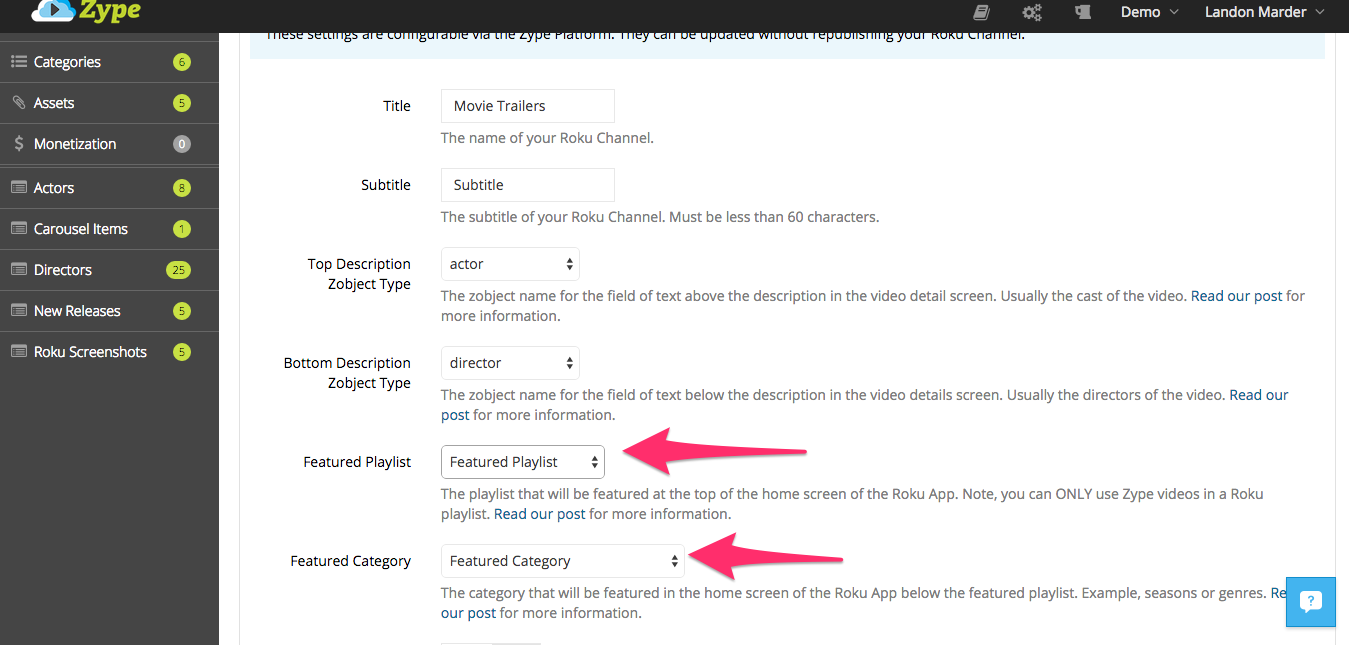 Zype
Demo
Landon Marder
These settings are configurable via the Zype Platform. They can be updated without republishing your Roku Channel.
Categories 6
Assets 5
$ Monetization 0
Actors 8
Carousel Items 1
Directors 25
New Releases 5
Roku Screenshots 5
Title Movie Trailers
The name of your Roku Channel.
Subtitle Subtitle
The subtitle of your Roku Channel. Must be less than 60 characters.
Top Description actor
Zobject Type
The zobject name for the field of text above the description in the video detail screen. Usually the cast of the video. Read our post for
more information.
Bottom Description director
Zobject Type
The zobject name for the field of text below the description in the video details screen. Usually the directors of the video. Read our
post for more information.
Featured Playlist Featured Playlist
The playlist that will be featured at the top of the home screen of the Roku App. Note, you can ONLY use Zype videos in a Roku
playlist. Read our post for more information.
Featured Category Featured Category
The category that will be featured in the home screen of the Roku App below the featured playlist. Example, seasons or genres. Re
our post for more information.
?